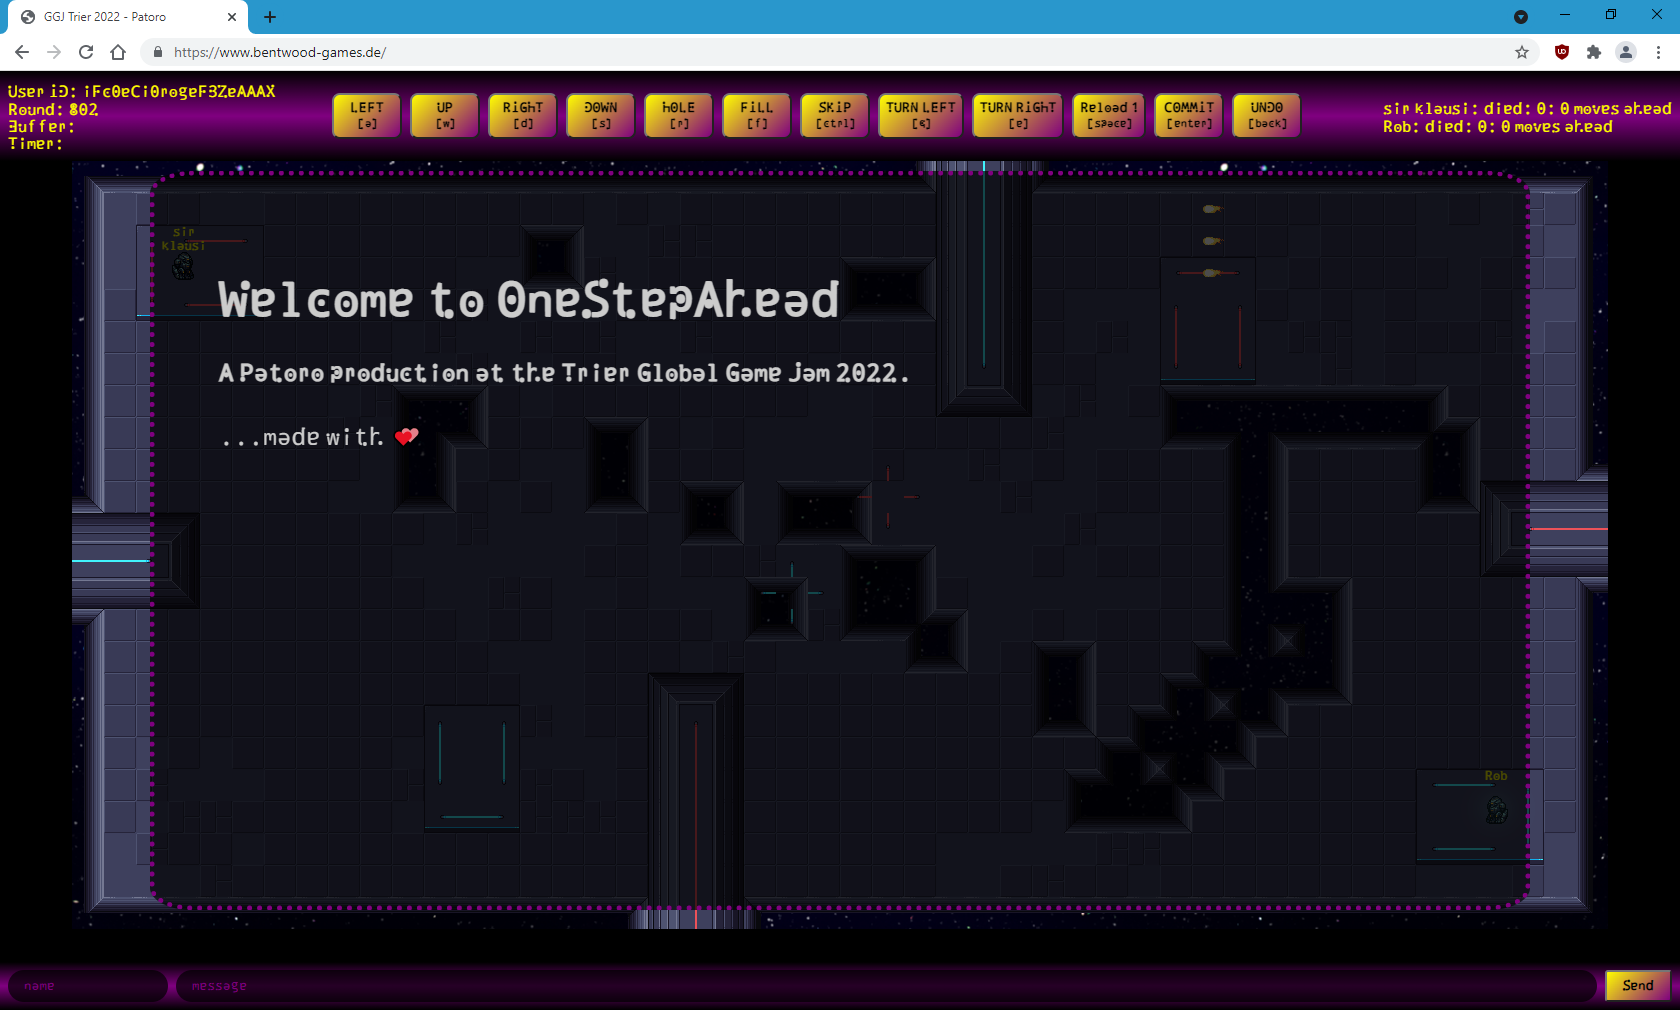 GGJ Trier 2022 - Patoro
https://www.bentwood-games.de/
User iD: iFc0eCi0rogeF3ZeAAAX
Round: 802
Buffer:
Timer:
LEFT
[a]
UP
[w]
RiGhT
[d]
DOWN
[s]
hOLE
[r]
FiLL
[f]
SKiP
[ctrl]
TURN LEFT
[q]
TURN RiGhT
[e]
Reload 1
[space]
COMMiT
[enter]
UNDO
[back]
sir klausi: died: 0: 0 moves ahead
Rob: died: 0: 0 moves ahead
sir
klausi
Welcome to OneStepAhead
A Patoro production at the Trier Global Game Jam 2022.
...made with 💕
Rob
name
message
Send